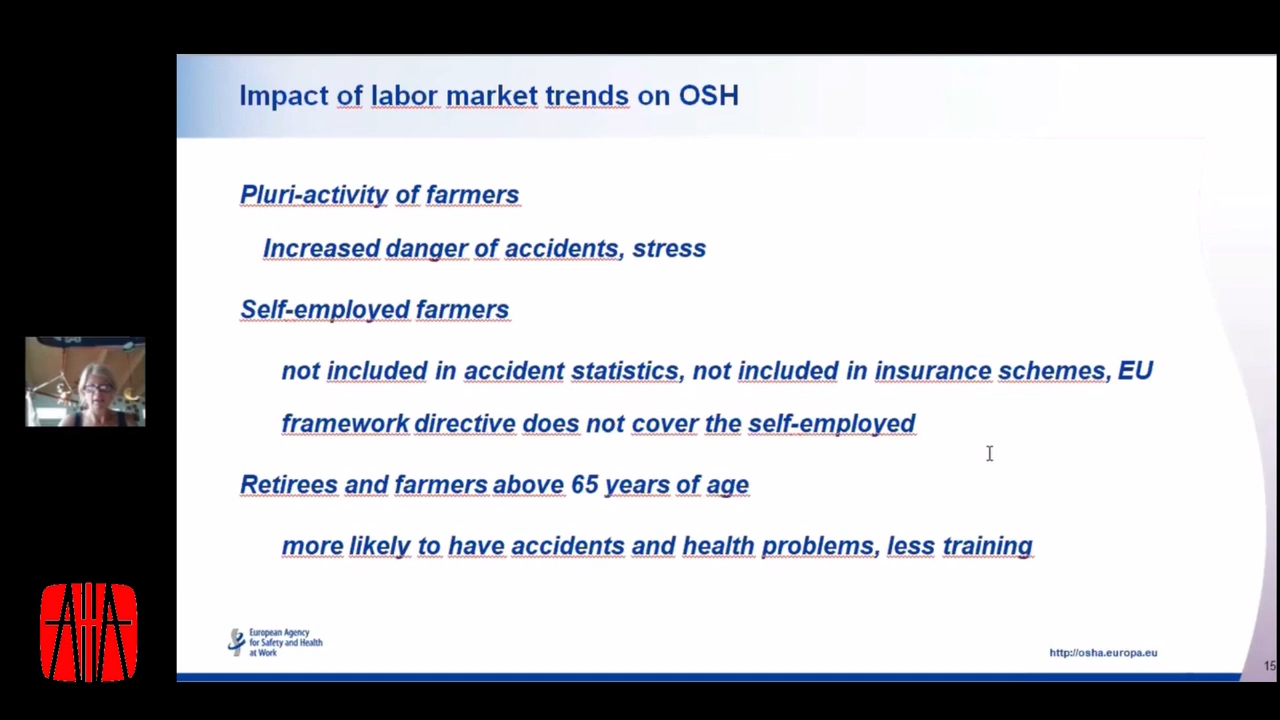 Impact of labor market trends on OSH
Pluri-activity of farmers
Increased danger of accidents, stress
Self-employed farmers
not included in accident statistics, not included in insurance schemes, EU
framework directive does not cover the self-employed
Retirees and farmers above 65 years of age
more likely to have accidents and health problems, less training
European Agency
for Safety and Health
at Work
http://osha.europa.eu
15
AHA